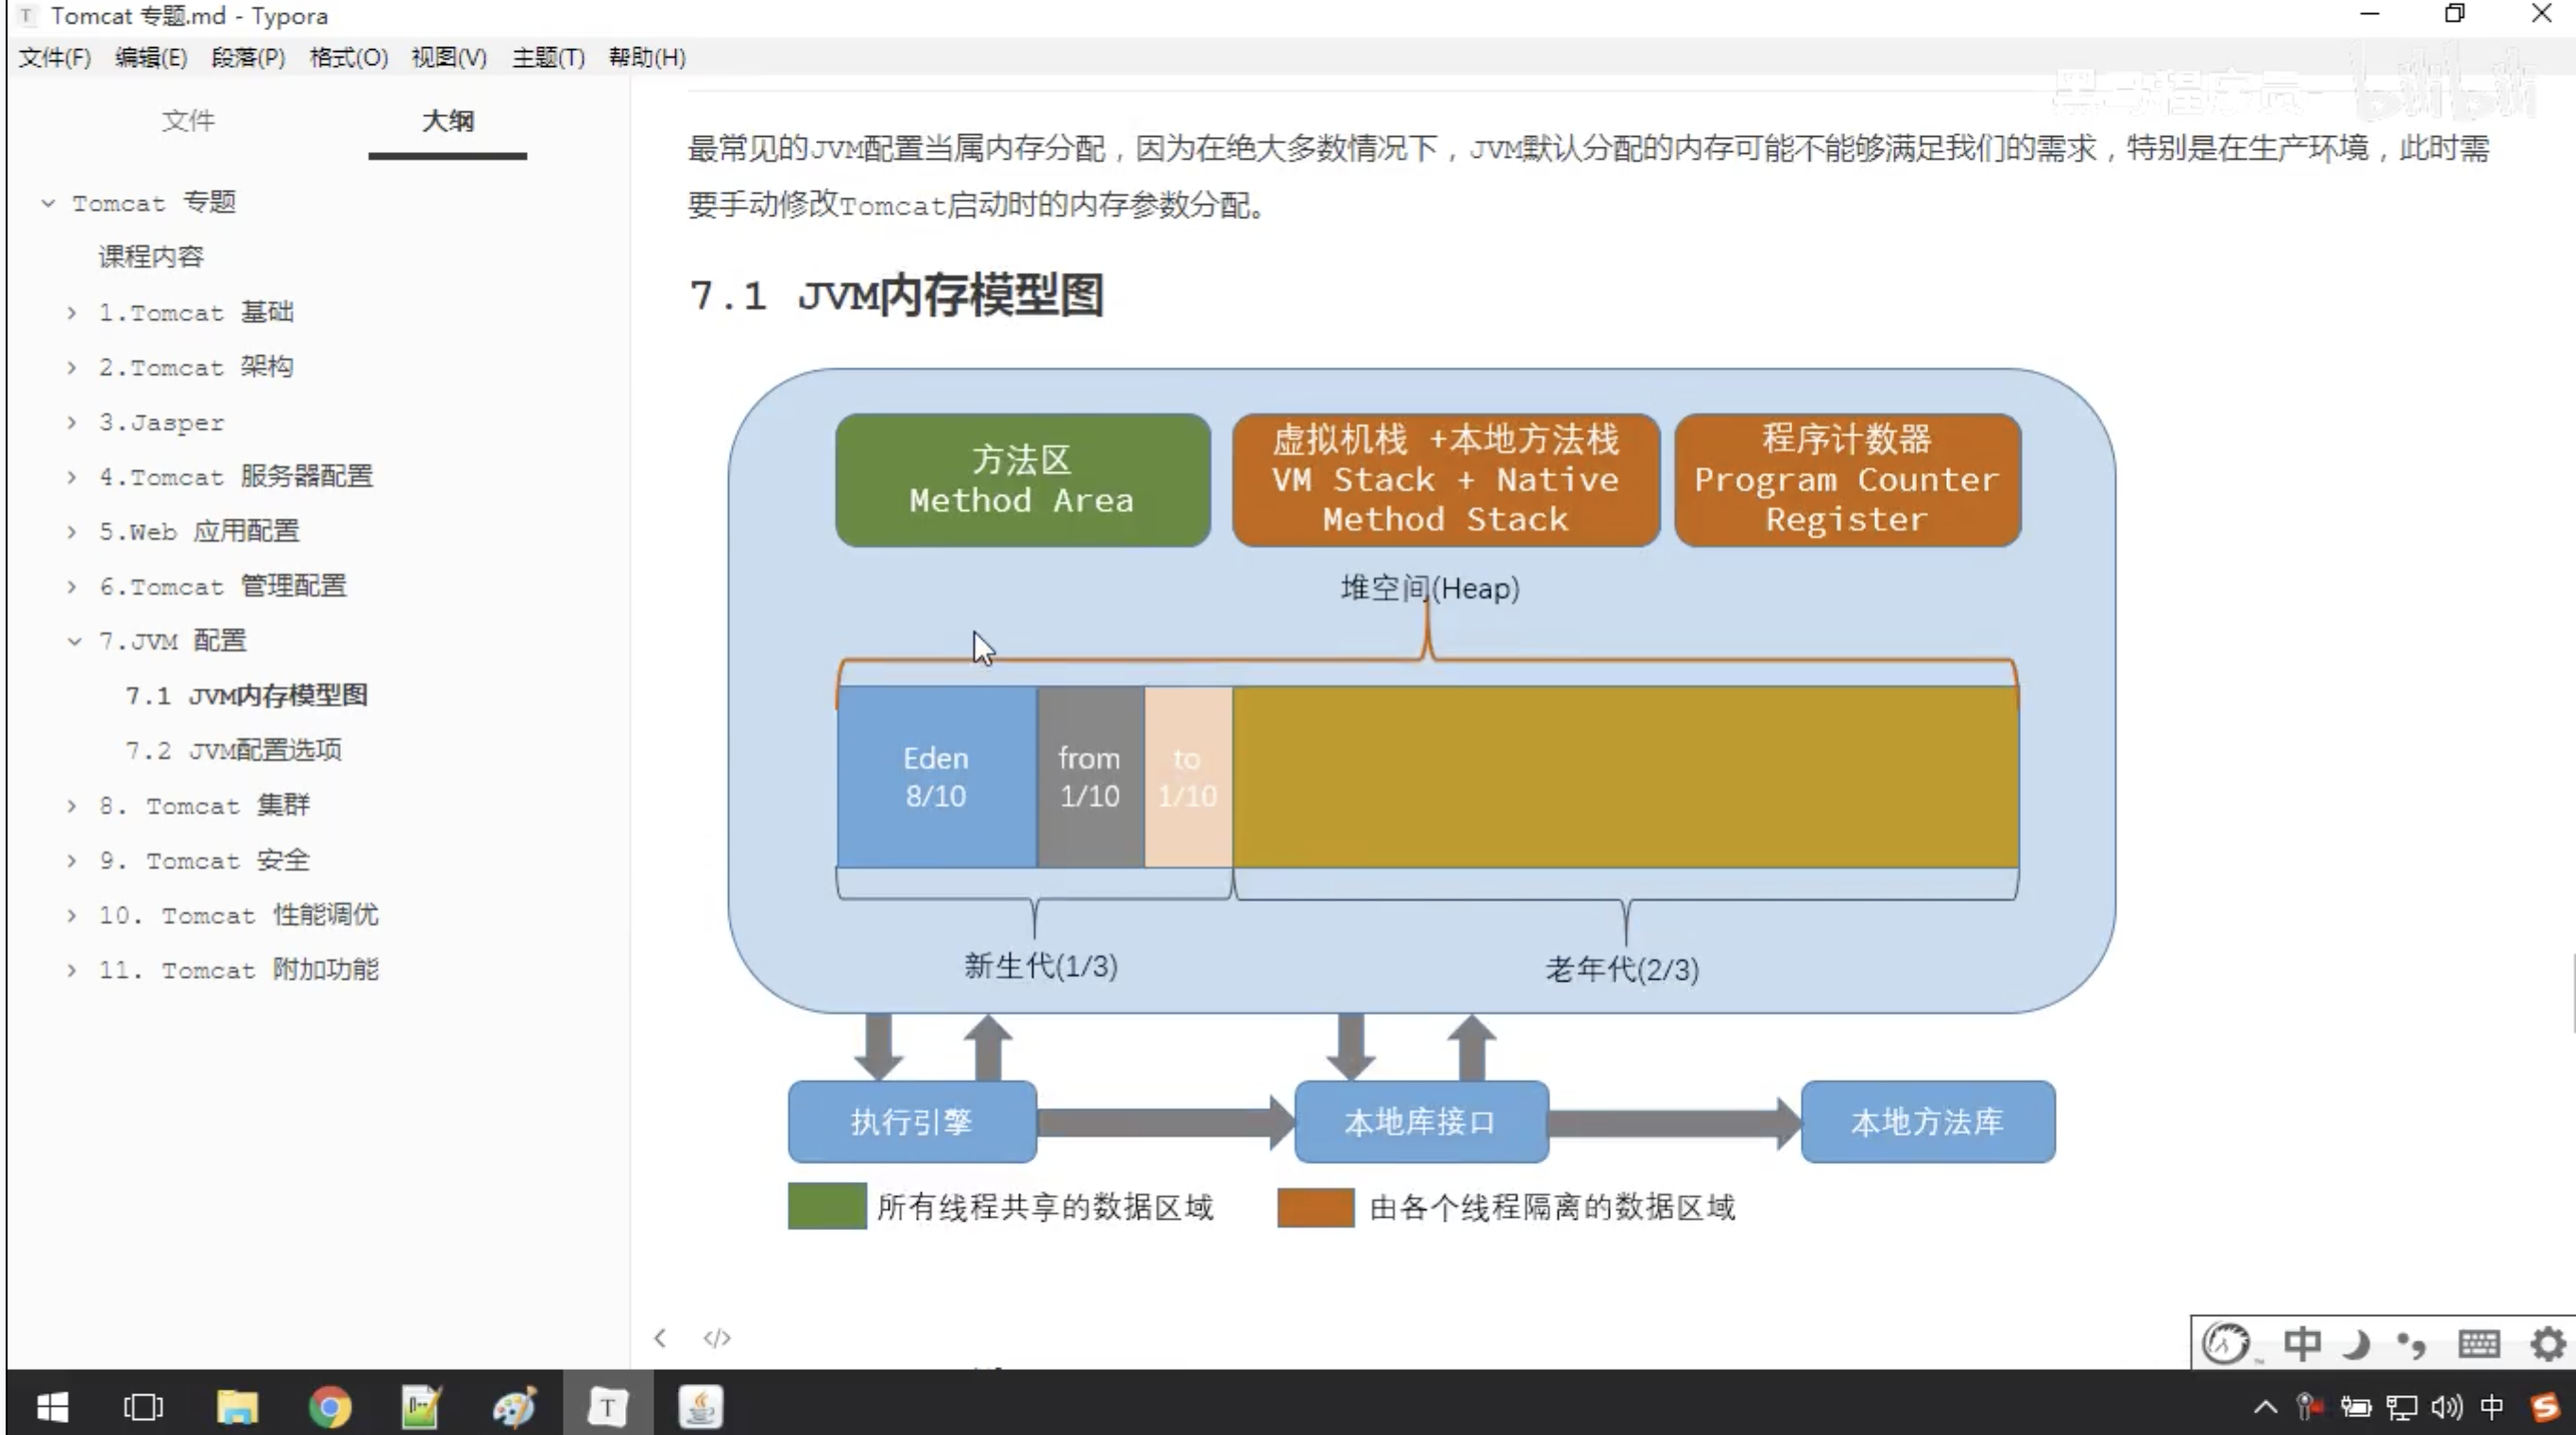 Tomcat 专题.md - Typora
文件(F) 编辑(E) 段落(P) 格式(O) 视图(V) 主题(T) 帮助(H)
文件 大纲
Tomcat 专题
课程内容
1.Tomcat 基础
2.Tomcat 架构
3.Jasper
4.Tomcat 服务器配置
5.Web 应用配置
6.Tomcat 管理配置
7.JVM 配置
7.1 JVM内存模型图
7.2 JVM配置选项
8. Tomcat 集群
9. Tomcat 安全
10. Tomcat 性能调优
11. Tomcat 附加功能
黑马程序员- bilibili
最常见的JVM配置当属内存分配，因为在绝大多数情况下，JVM默认分配的内存可能不能够满足我们的需求，特别是在生产环境，此时需
要手动修改Tomcat启动时的内存参数分配。
7.1 JVM内存模型图
方法区
Method Area
虚拟机栈 +本地方法栈
VM Stack + Native
Method Stack
程序计数器
Program Counter
Register
堆空间(Heap)
Eden
8/10
from
1/10
to
1/10
新生代(1/3)
老年代(2/3)
执行引擎
本地库接口
本地方法库
所有线程共享的数据区域
由各个线程隔离的数据区域
</>
中
T
中